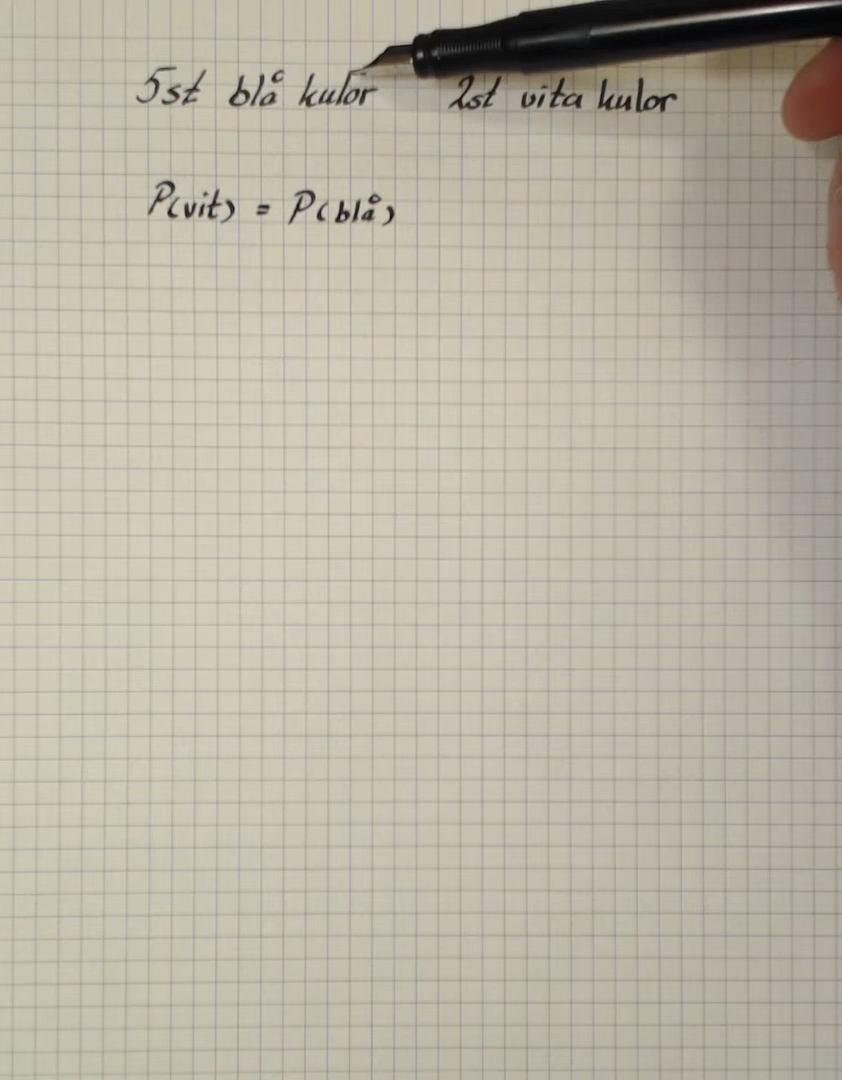 5st blå kulor 2st vita kulor
P(vit) = P(blå)